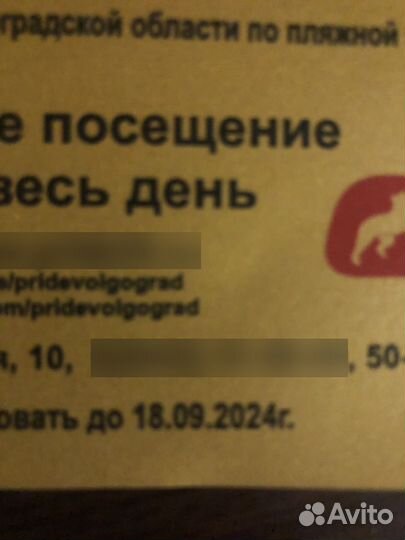 градской области по пляжной
е посещение
весь день
s/pridevolgograd
om/pridevolgograd
я, 10, , 50-
овать до 18.09.2024г.
Avito